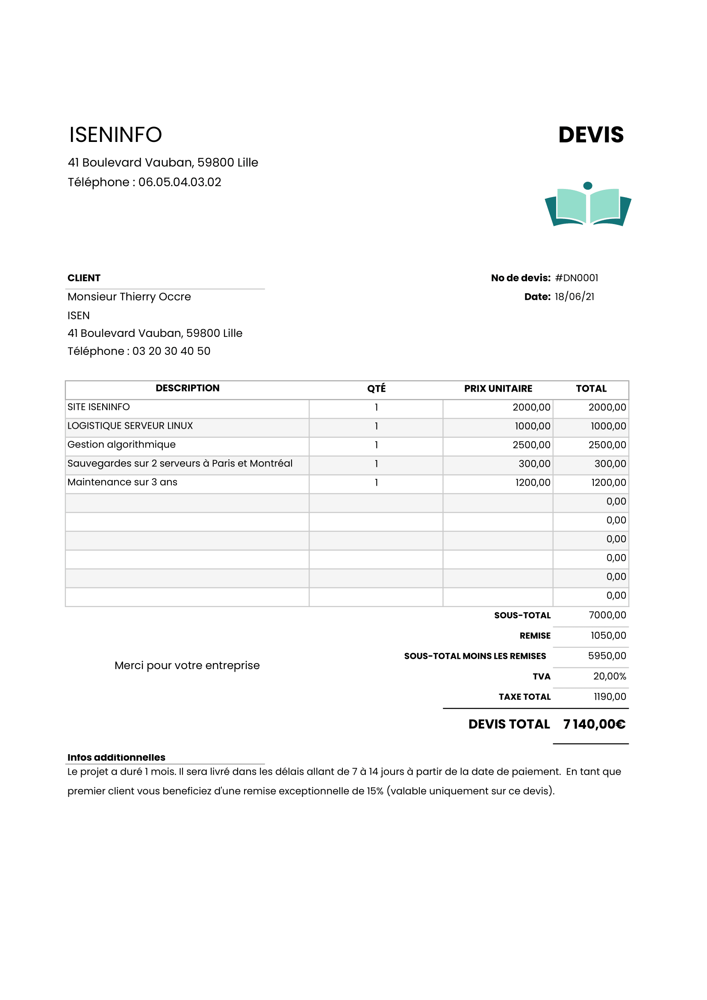 ISENINFO
DEVIS
41 Boulevard Vauban, 59800 Lille
Téléphone : 06.05.04.03.02
CLIENT
No de devis: #DN0001
Monsieur Thierry Occre
Date: 18/06/21
ISEN
41 Boulevard Vauban, 59800 Lille
Téléphone : 03 20 30 40 50
DESCRIPTION QTÉ PRIX UNITAIRE TOTAL
SITE ISENINFO 1 2000,00 2000,00
LOGISTIQUE SERVEUR LINUX 1 1000,00 1000,00
Gestion algorithmique 1 2500,00 2500,00
Sauvegardes sur 2 serveurs à Paris et Montréal 1 300,00 300,00
Maintenance sur 3 ans 1 1200,00 1200,00
0,00
0,00
0,00
0,00
0,00
0,00
SOUS-TOTAL 7000,00
REMISE 1050,00
SOUS-TOTAL MOINS LES REMISES 5950,00
Merci pour votre entreprise
TVA 20,00%
TAXE TOTAL 1190,00
DEVIS TOTAL 7 140,00€
Infos additionnelles
Le projet a duré 1 mois. Il sera livré dans les délais allant de 7 à 14 jours à partir de la date de paiement. En tant que
premier client vous beneficiez d'une remise exceptionnelle de 15% (valable uniquement sur ce devis).